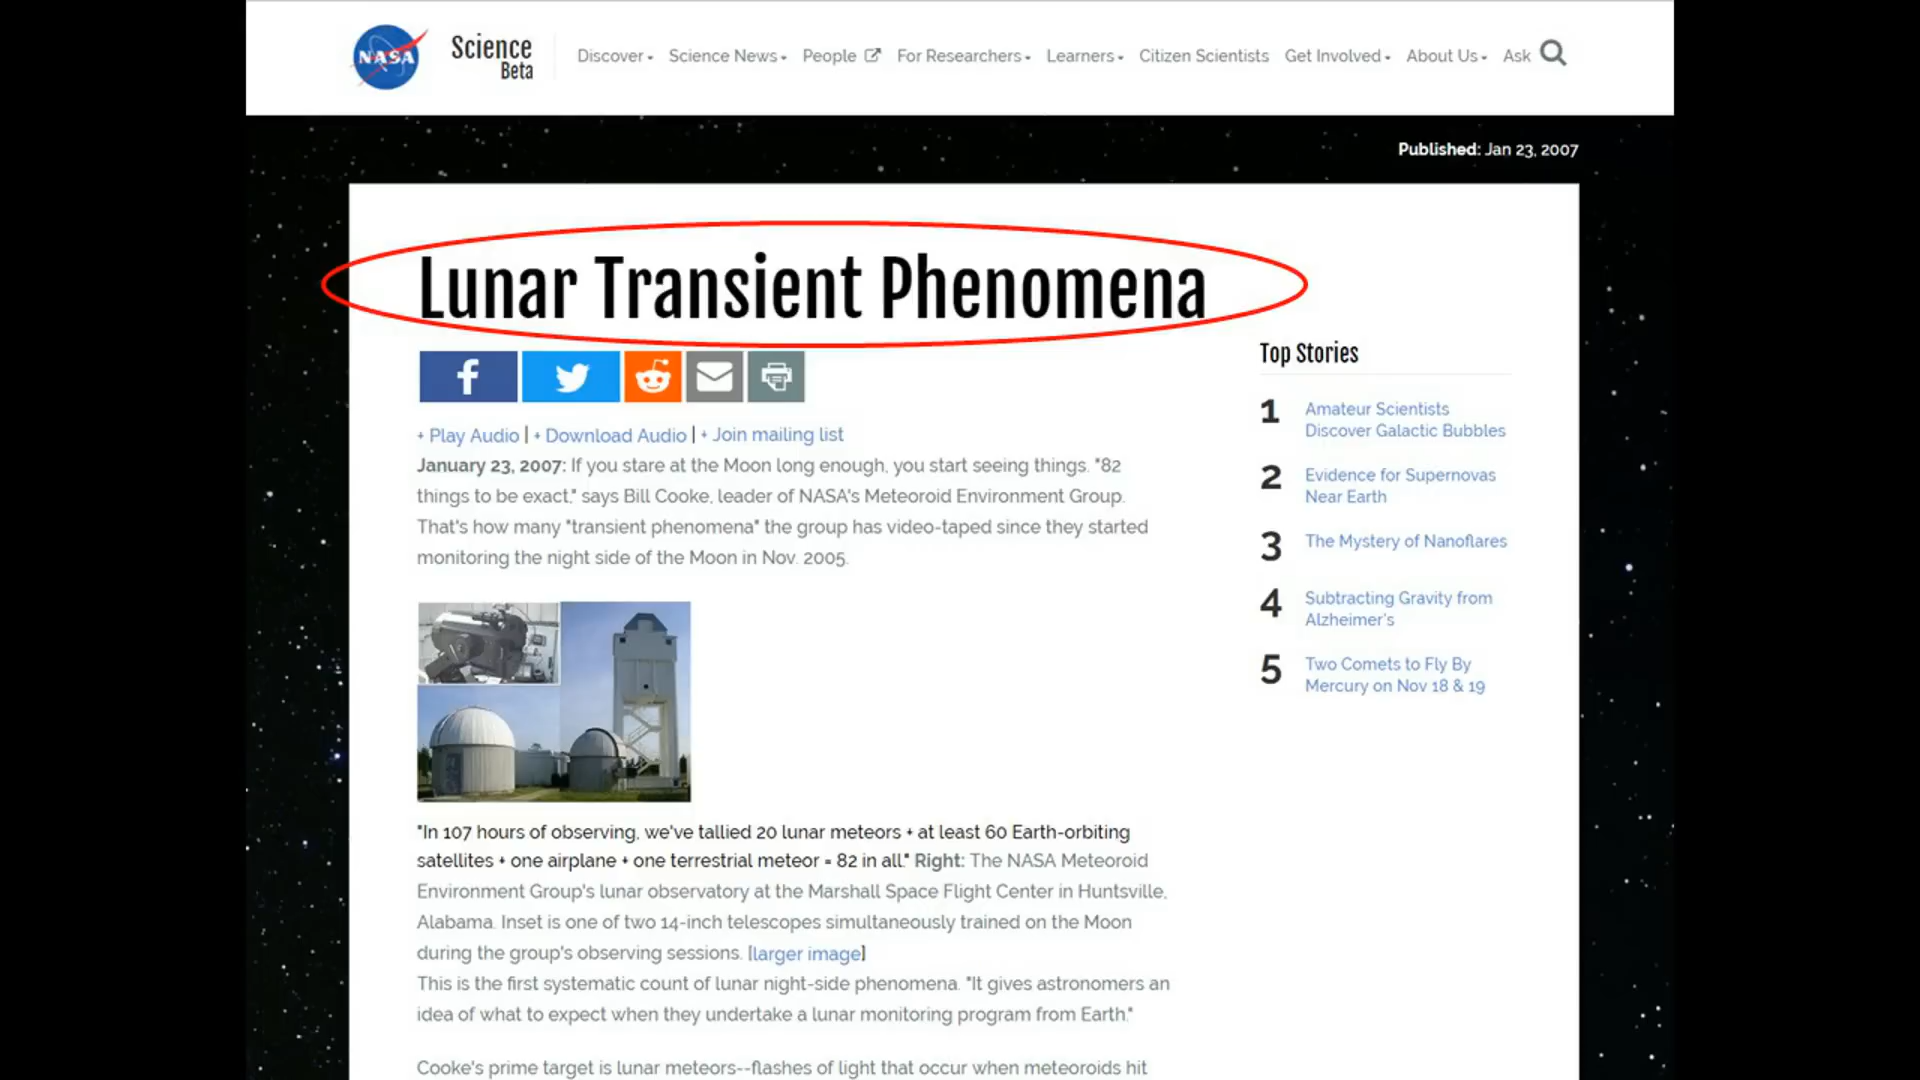 NASA
Science
Beta
Discover
Science News
People
For Researchers
Learners
Citizen Scientists
Get Involved
About Us
Ask
Published: Jan 23, 2007
Lunar Transient Phenomena
+ Play Audio | + Download Audio | + Join mailing list
January 23, 2007: If you stare at the Moon long enough, you start seeing things. "82
things to be exact," says Bill Cooke, leader of NASA's Meteoroid Environment Group.
That's how many "transient phenomena" the group has video-taped since they started
monitoring the night side of the Moon in Nov. 2005.
"In 107 hours of observing, we've tallied 20 lunar meteors + at least 60 Earth-orbiting
satellites + one airplane + one terrestrial meteor = 82 in all." Right: The NASA Meteoroid
Environment Group's lunar observatory at the Marshall Space Flight Center in Huntsville,
Alabama. Inset is one of two 14-inch telescopes simultaneously trained on the Moon
during the group's observing sessions. [larger image]
This is the first systematic count of lunar night-side phenomena. "It gives astronomers an
idea of what to expect when they undertake a lunar monitoring program from Earth."
Cooke's prime target is lunar meteors--flashes of light that occur when meteoroids hit
Top Stories
1 Amateur Scientists
Discover Galactic Bubbles
2 Evidence for Supernovas
Near Earth
3 The Mystery of Nanoflares
4 Subtracting Gravity from
Alzheimer's
5 Two Comets to Fly By
Mercury on Nov 18 & 19